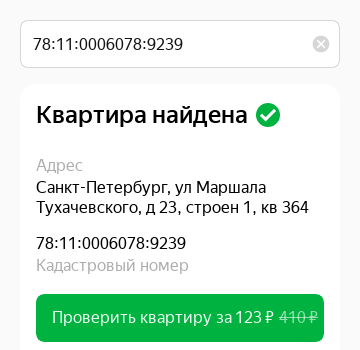 78:11:0006078:9239
Квартира найдена
Адрес
Санкт-Петербург, ул Маршала
Тухачевского, д 23, строен 1, кв 364
78:11:0006078:9239
Кадастровый номер
Проверить квартиру за 123 ₽ 410 ₽